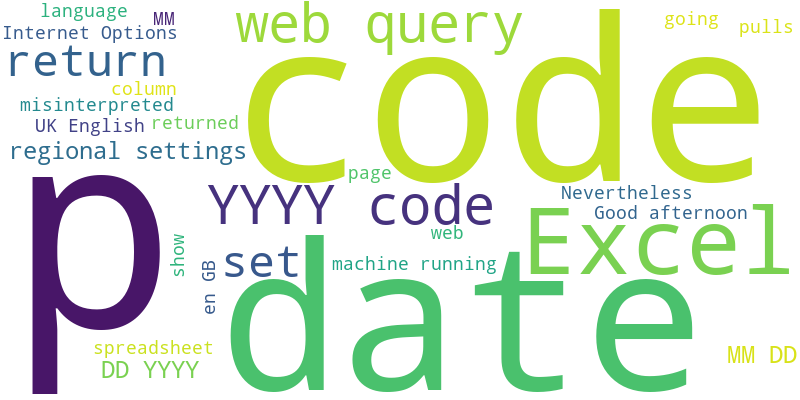 language
MM
web query
code
going
pulls
Internet Options
return
column
misinterpreted
UK English
returned
regional settings
p
page
YYYY code
Nevertheless
Good afternoon
Excel
web
show
en GB
set
machine running
date
spreadsheet
DD YYYY
MM DD